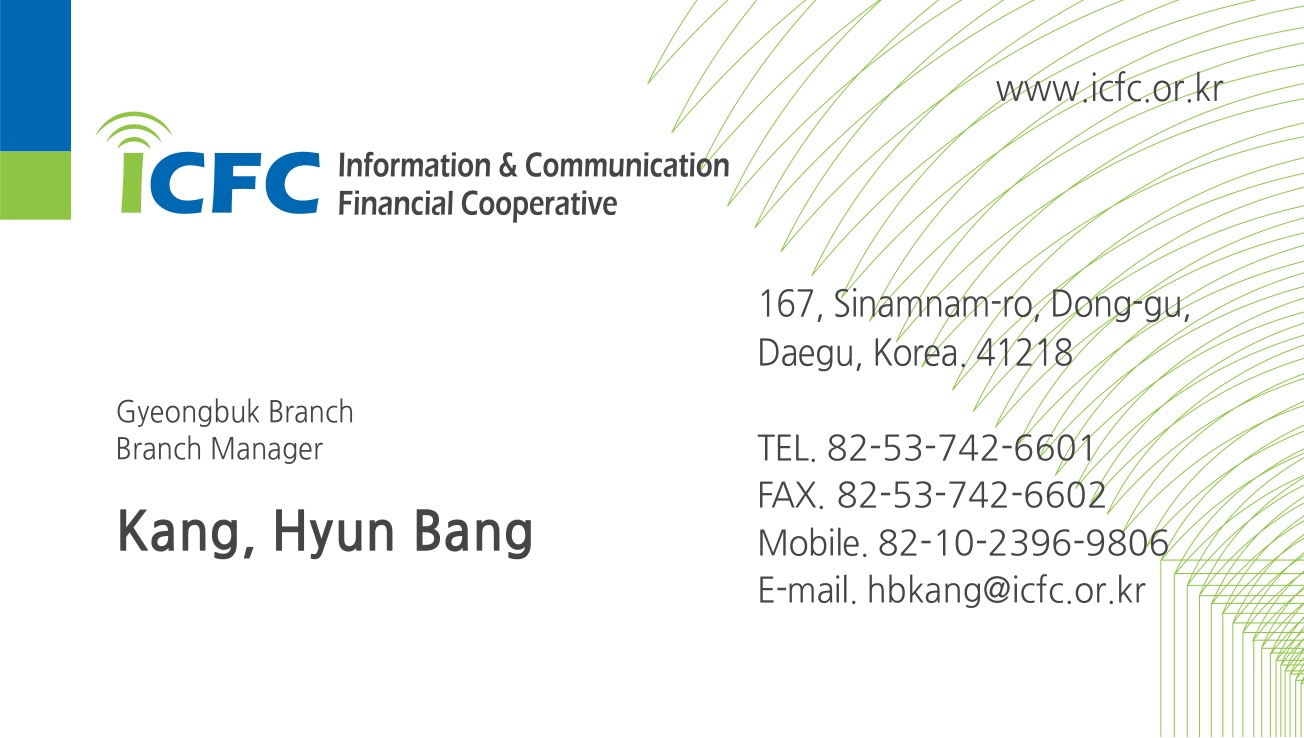 www.icfc.or.kr
iCFC Information & Communication
Financial Cooperative
167, Sinamnam-ro, Dong-gu,
Daegu, Korea. 41218
Gyeongbuk Branch
Branch Manager
Kang, Hyun Bang
TEL. 82-53-742-6601
FAX. 82-53-742-6602
Mobile. 82-10-2396-9806
E-mail. hbkang@icfc.or.kr